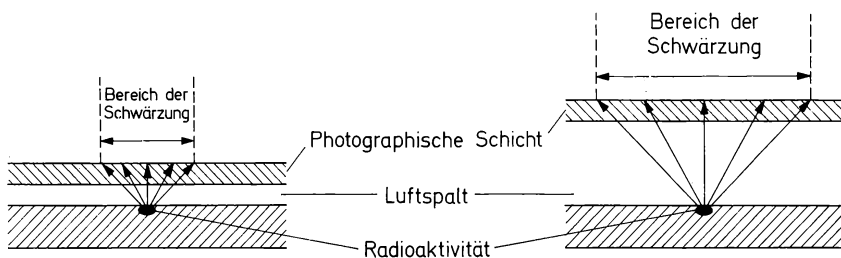 Bereich der
Schwärzung
Bereich der
Schwärzung
Photographische Schicht
Luftspalt
Radioaktivität